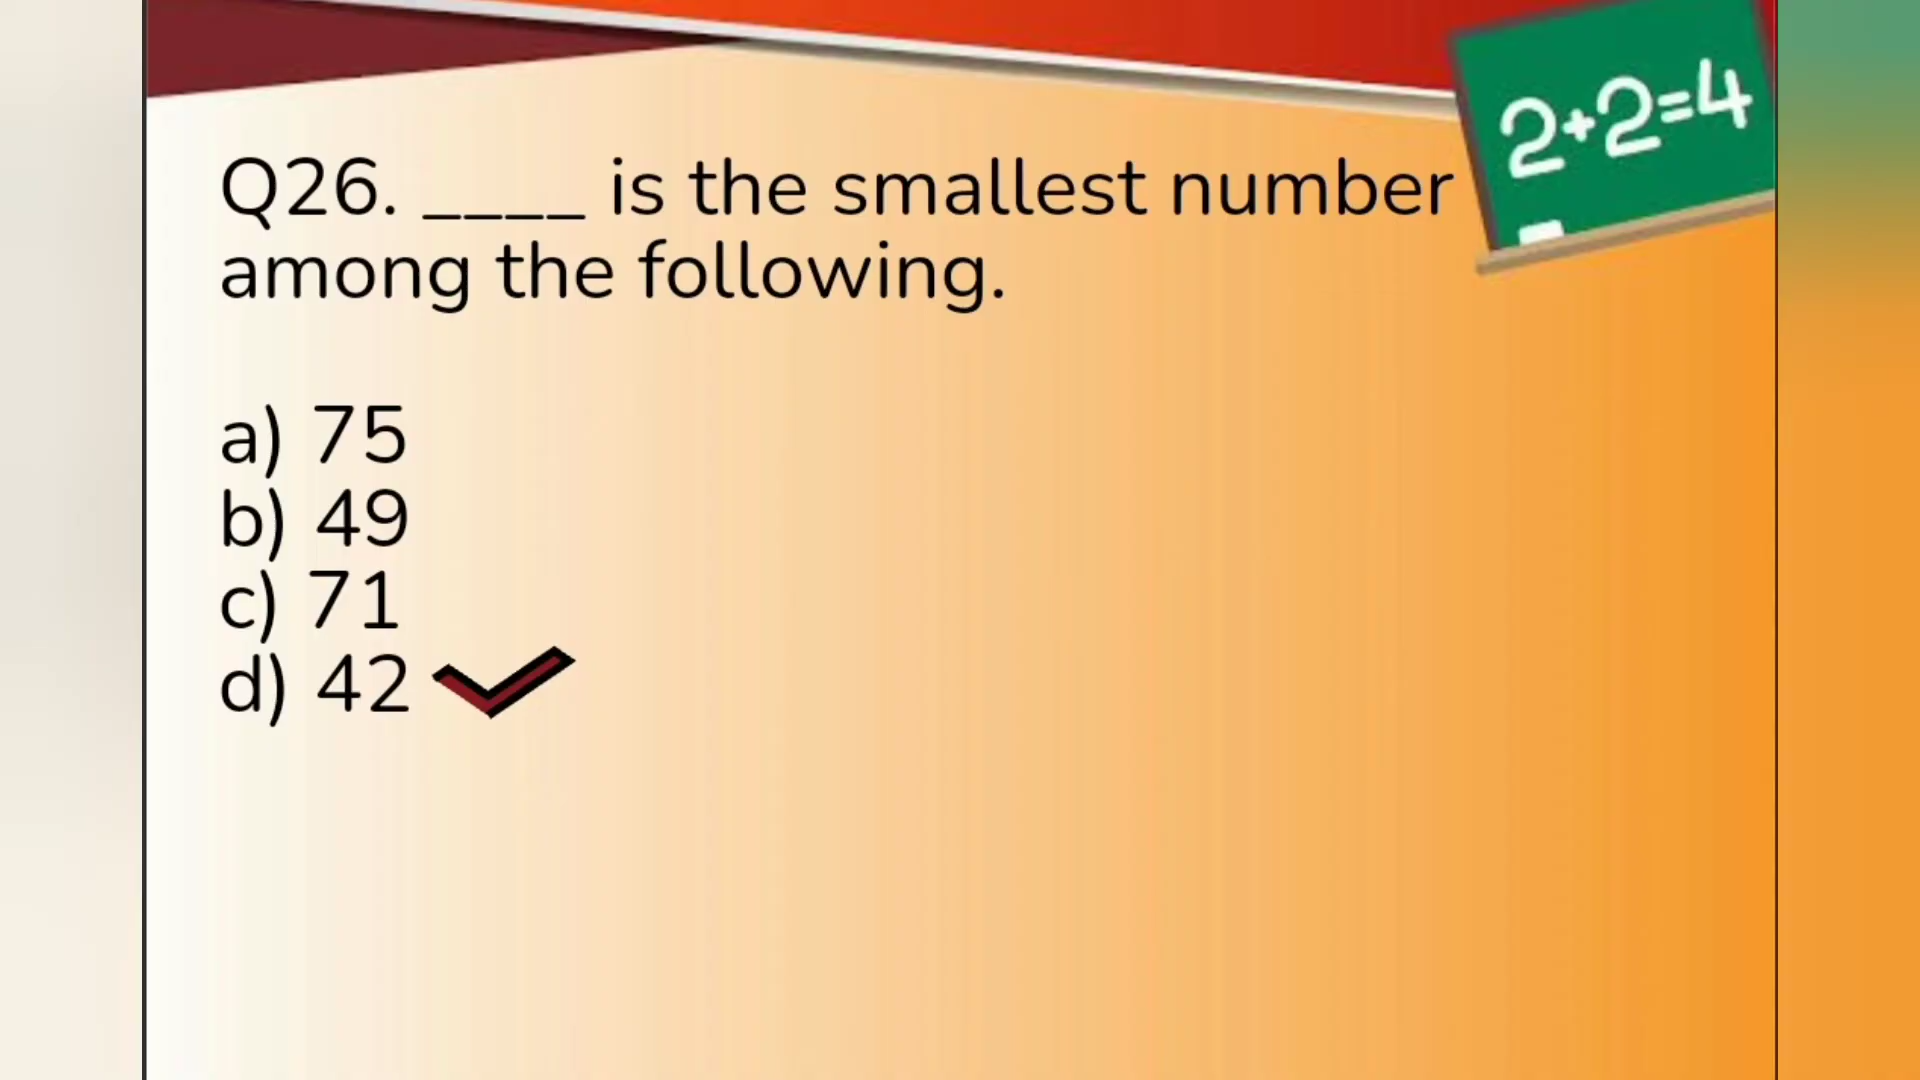 2+2=4
Q26. ____ is the smallest number
among the following.
a) 75
b) 49
c) 71
d) 42